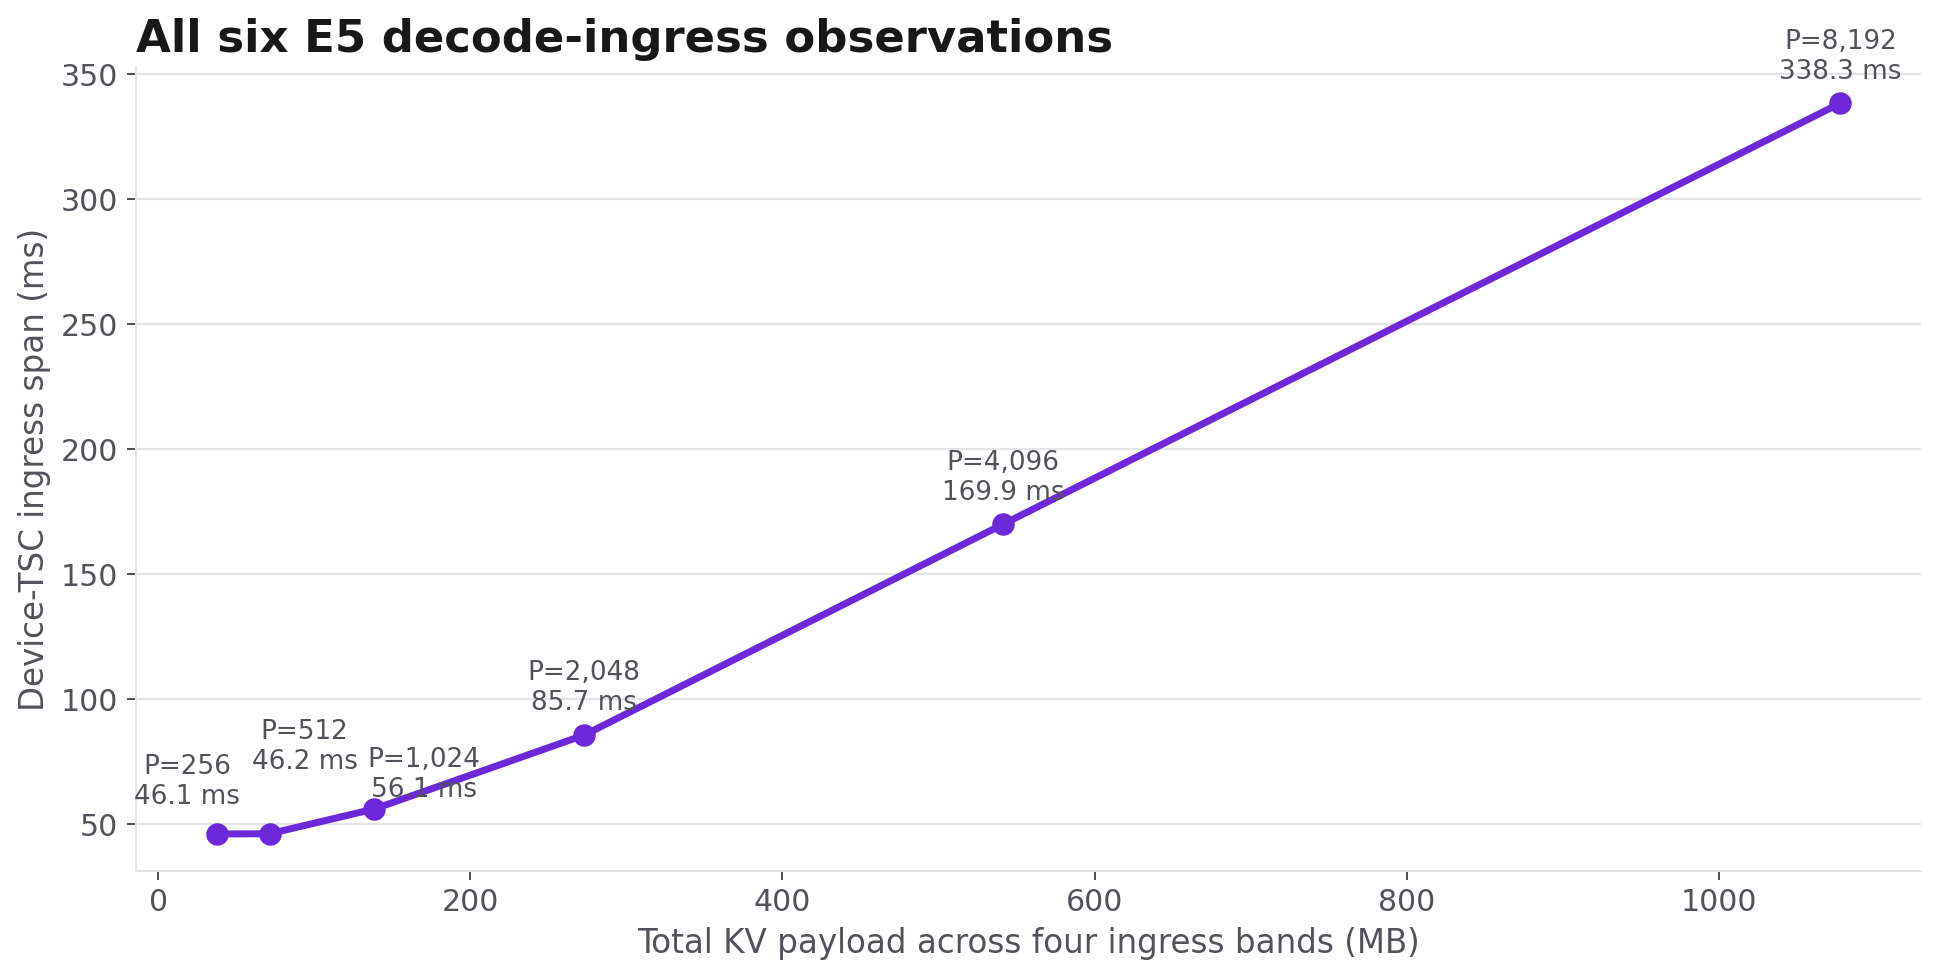 All six E5 decode-ingress observations
P=8,192
338.3 ms
350
300
250
200
150
100
50
Device-TSC ingress span (ms)
P=4,096
169.9 ms
P=2,048
85.7 ms
P=512
46.2 ms
P=1,024
56.1 ms
P=256
46.1 ms
0 200 400 600 800 1000
Total KV payload across four ingress bands (MB)